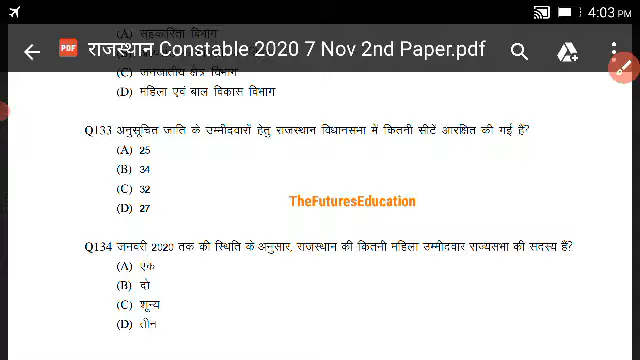 4:03 PM
(A) सहकारिता विभाग
PDF राजस्थान Constable 2020 7 Nov 2nd Paper.pdf
(C) जनजातीय क्षेत्र विभाग
(D) महिला एवं बाल विकास विभाग
Q133 अनुसूचित जाति के उम्मीदवारों हेतु राजस्थान विधानसभा में कितनी सीटें आरक्षित की गई हैं?
(A) 25
(B) 34
(C) 32
(D) 27
TheFuturesEducation
Q134 जनवरी 2020 तक की स्थिति के अनुसार, राजस्थान की कितनी महिला उम्मीदवार राज्यसभा की सदस्य हैं?
(A) एक
(B) दो
(C) शून्य
(D) तीन